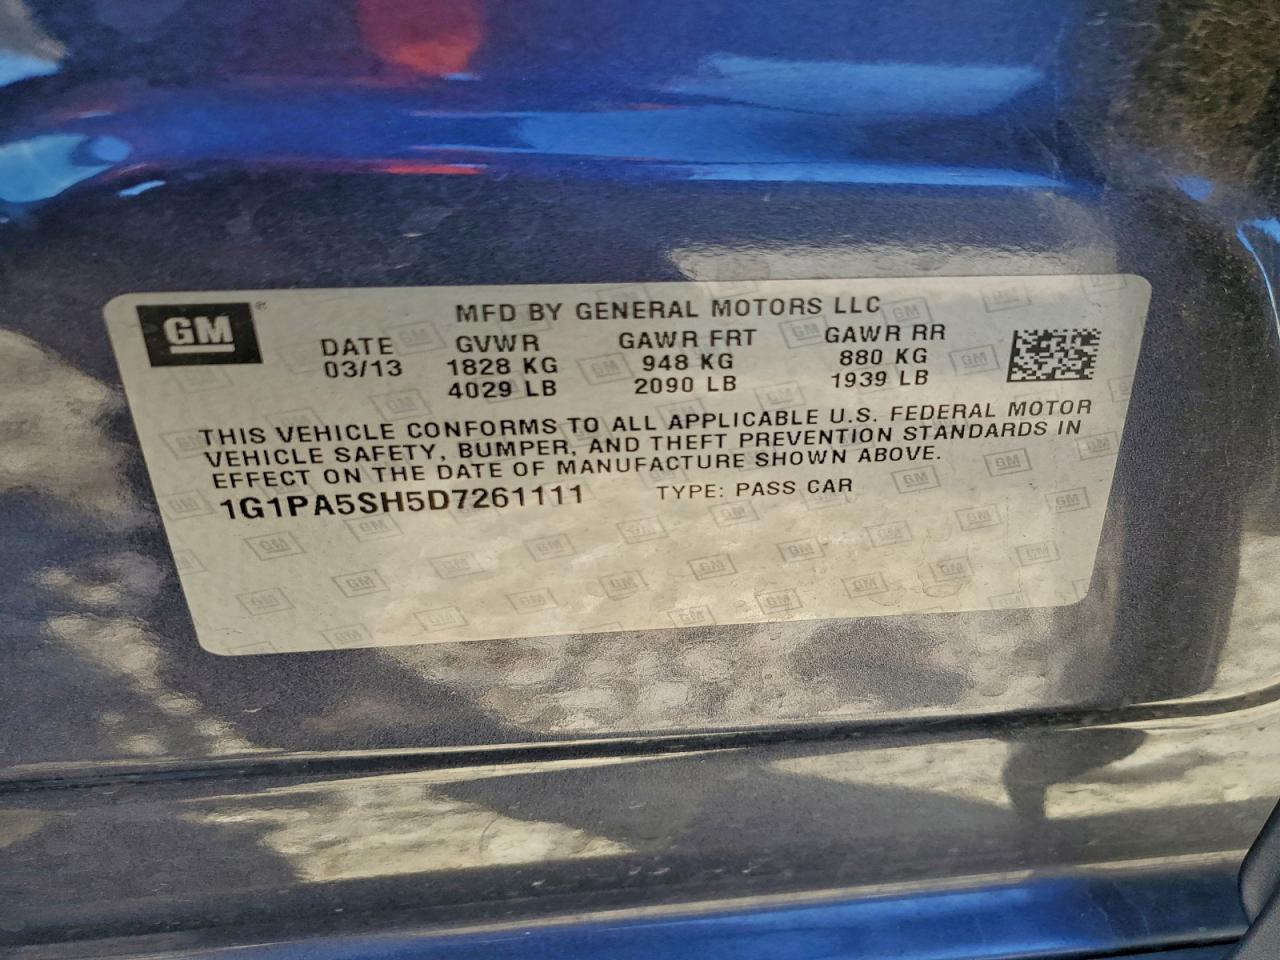 GM
MFD BY GENERAL MOTORS LLC
DATE GVWR GAWR FRT GAWR RR
03/13 1828 KG 948 KG 880 KG
4029 LB 2090 LB 1939 LB
THIS VEHICLE CONFORMS TO ALL APPLICABLE U.S. FEDERAL MOTOR
VEHICLE SAFETY, BUMPER, AND THEFT PREVENTION STANDARDS IN
EFFECT ON THE DATE OF MANUFACTURE SHOWN ABOVE.
1G1PA5SH5D7261111 TYPE: PASS CAR